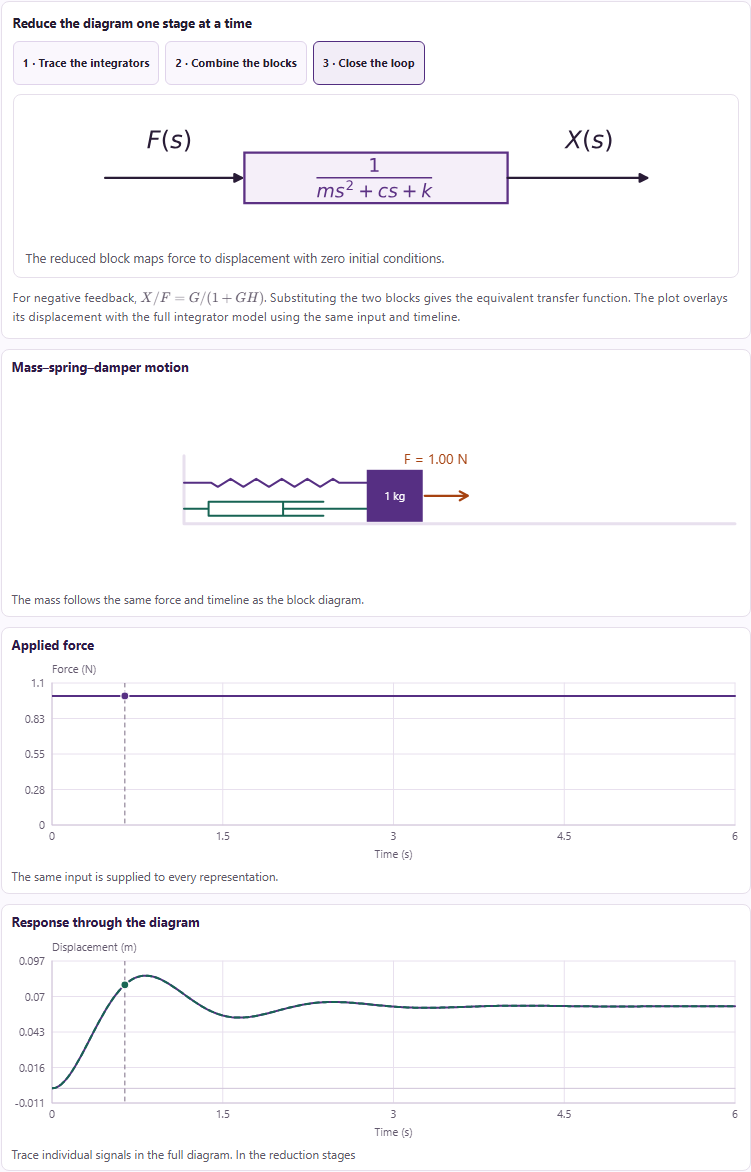 Reduce the diagram one stage at a time
1 · Trace the integrators
2 · Combine the blocks
3 · Close the loop
F(s)
X(s)
1
ms² + cs + k
The reduced block maps force to displacement with zero initial conditions.
For negative feedback, X/F = G/(1 + GH). Substituting the two blocks gives the equivalent transfer function. The plot overlays
its displacement with the full integrator model using the same input and timeline.
Mass–spring–damper motion
F = 1.00 N
1 kg
The mass follows the same force and timeline as the block diagram.
Applied force
Force (N)
1.1
0.83
0.55
0.28
0
0 1.5 3 4.5 6
Time (s)
The same input is supplied to every representation.
Response through the diagram
Displacement (m)
0.097
0.07
0.043
0.016
-0.011
0 1.5 3 4.5 6
Time (s)
Trace individual signals in the full diagram. In the reduction stages